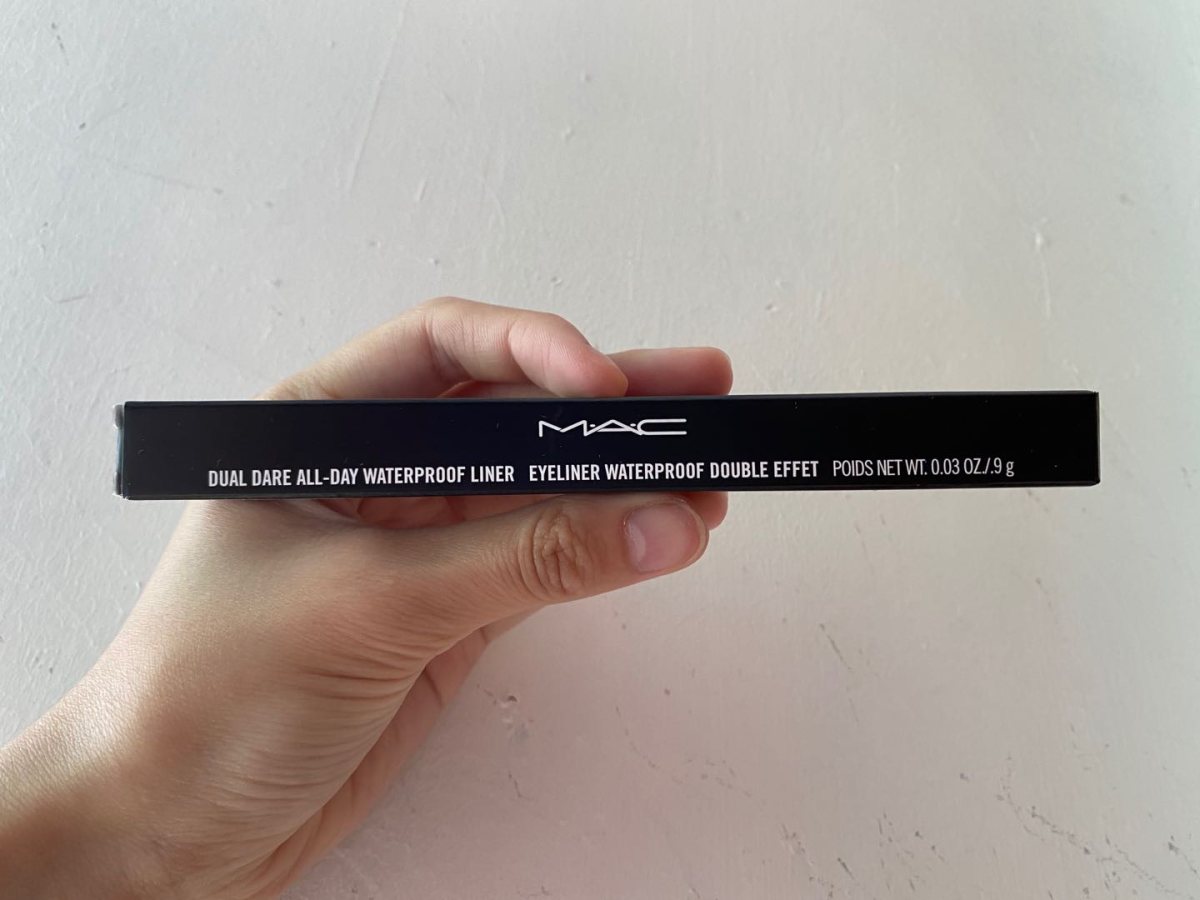 M·A·C
DUAL DARE ALL-DAY WATERPROOF LINER EYELINER WATERPROOF DOUBLE EFFET POIDS NET WT. 0.03 OZ./.9 g